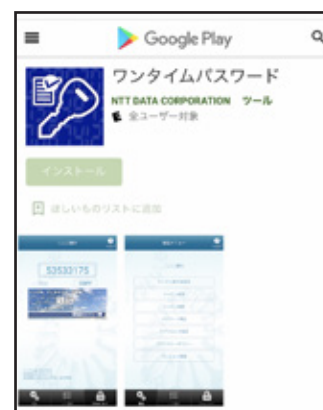 Google Play
ワンタイムパスワード
NTT DATA CORPORATION ツール
全ユーザー対象
インストール
ほしいものリストに追加
53533175